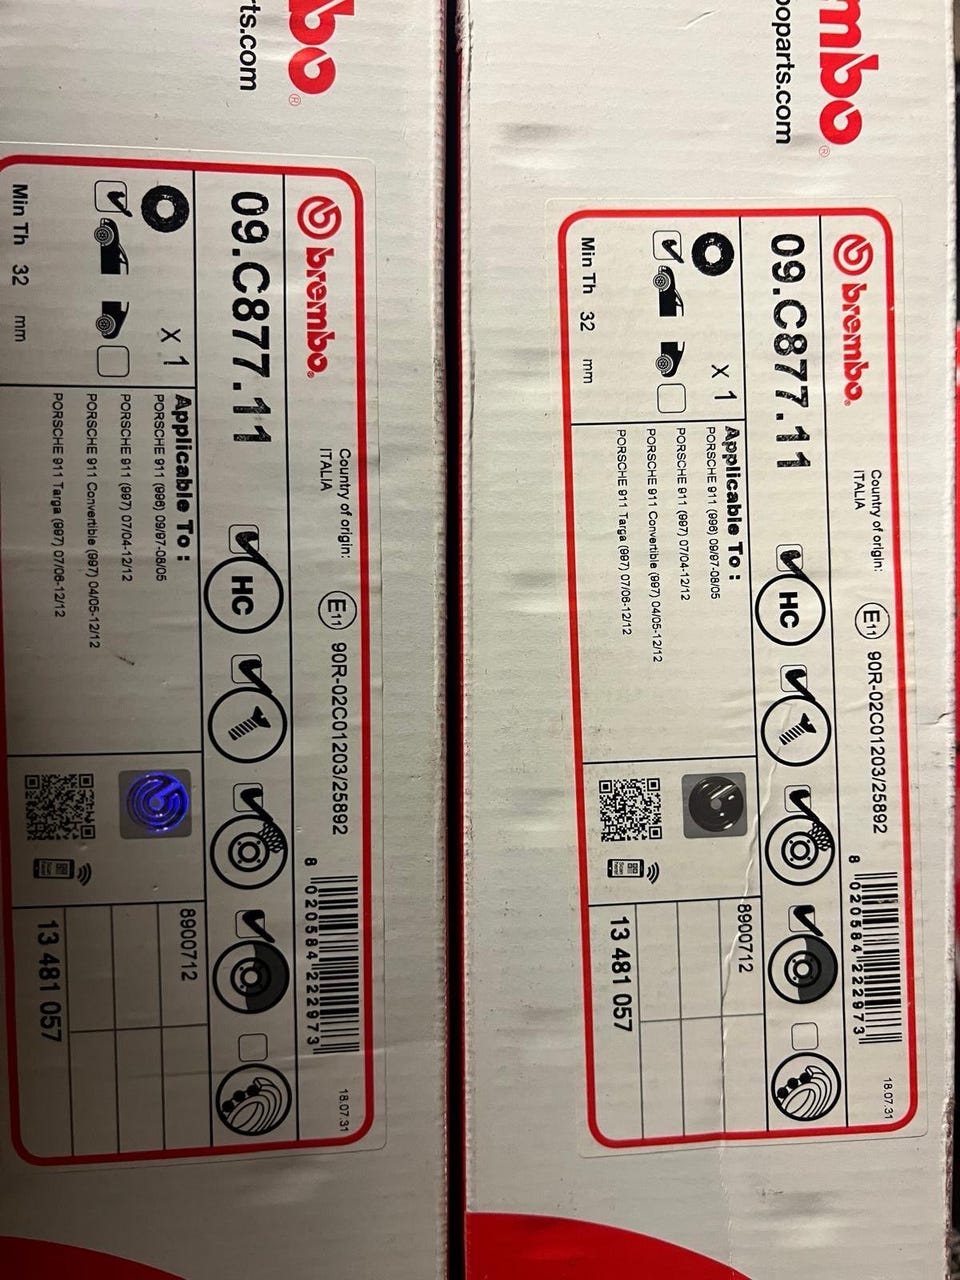 mbo®
poparts.com
brembo®
Country of origin:
ITALIA
E11 90R-02C01203/25892
8 020584 222973
18.07.31
09.C877.11
HC
X 1
Min Th 32 mm
Applicable To :
PORSCHE 911 (996) 09/97-08/05
PORSCHE 911 (997) 07/04-12/12
PORSCHE 911 Convertible (997) 04/05-12/12
PORSCHE 911 Targa (997) 07/06-12/12
8900712
13 481 057
bo®
rts.com
brembo®
Country of origin:
ITALIA
E11 90R-02C01203/25892
8 020584 222973
18.07.31
09.C877.11
HC
X 1
Min Th 32 mm
Applicable To :
PORSCHE 911 (996) 09/97-08/05
PORSCHE 911 (997) 07/04-12/12
PORSCHE 911 Convertible (997) 04/05-12/12
PORSCHE 911 Targa (997) 07/06-12/12
8900712
13 481 057